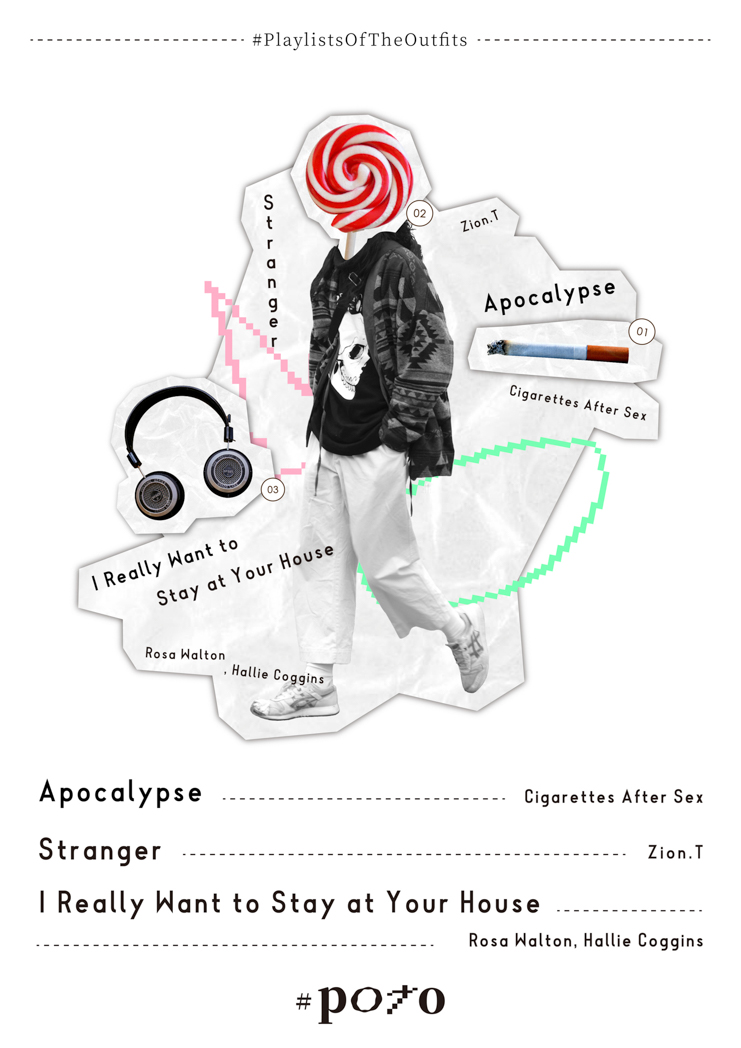 #PlaylistsOfTheOutfits
Stranger
02
Zion.T
Apocalypse
01
Cigarettes After Sex
03
I Really Want to
Stay at Your House
Rosa Walton
, Hallie Coggins
Apocalypse Cigarettes After Sex
Stranger Zion.T
I Really Want to Stay at Your House
Rosa Walton, Hallie Coggins
#poto